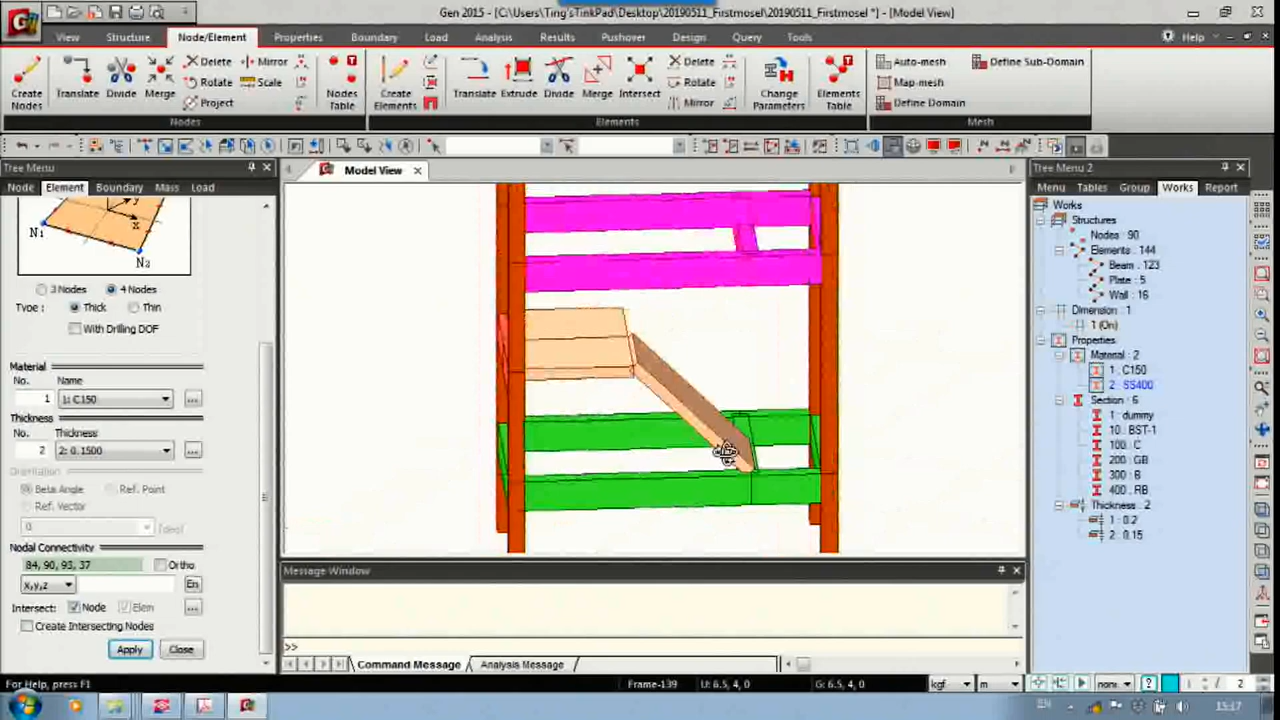 Gen 2015 - [C:\Users\Ting'sTinkPad\Desktop\20190511_Firstmosel\20190511_Firstmosel *] - [Model View]
View Structure Node/Element Properties Boundary Load Analysis Results Pushover Design Query Tools Help
Create Nodes
Translate
Divide
Merge
Delete
Rotate
Project
Mirror
Scale
Nodes Table
Nodes
Create Elements
Translate
Extrude
Divide
Merge
Intersect
Delete
Rotate
Mirror
Change Parameters
Elements Table
Elements
Auto-mesh
Map-mesh
Define Domain
Define Sub-Domain
Mesh
Tree Menu
Node Element Boundary Mass Load
N1
y
x
N2
3 Nodes 4 Nodes
Type : Thick Thin
With Drilling DOF
Material
No. Name
1 1: C150 ...
Thickness
No. Thickness
2 2: 0.1500 ...
Orientation
Beta Angle Ref. Point
Ref. Vector
0 [deg]
Nodal Connectivity
84, 90, 93, 37 Ortho
x,y,z En
Intersect: Node Elem ...
Create Intersecting Nodes
Apply Close
Model View
Message Window
>>
Command Message Analysis Message
Tree Menu 2
Menu Tables Group Works Report
Works
Structures
Nodes : 90
Elements : 144
Beam : 123
Plate : 5
Wall : 16
Dimension : 1
1 (On)
Properties
Material : 2
1 : C150
2 : SS400
Section : 6
1 : dummy
10 : BST-1
100 : C
200 : GB
300 : B
400 : RB
Thickness : 2
1 : 0.2
2 : 0.15
For Help, press F1
Frame-139
U: 6.5, 4, 0
G: 6.5, 4, 0
kgf
m
none
? 1 / 2
EN
15:17